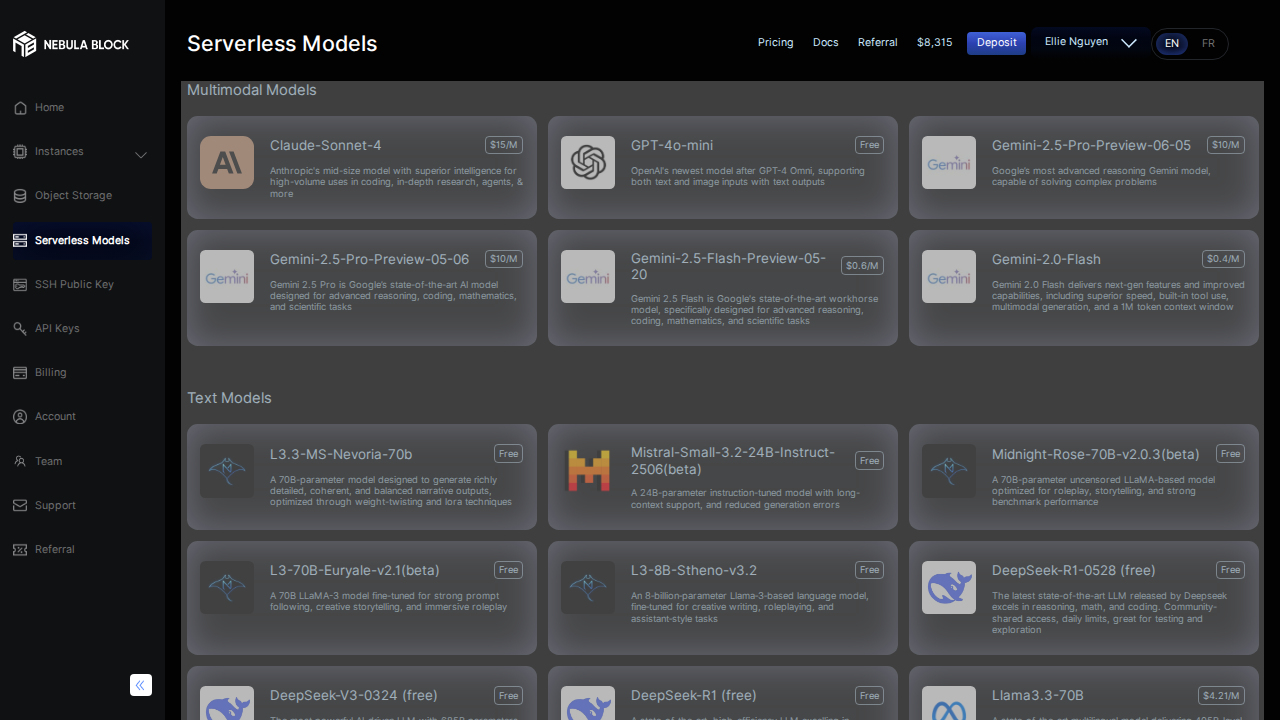 NEBULA BLOCK
Serverless Models
Pricing
Docs
Referral
$8,315
Deposit
Ellie Nguyen
EN
FR
Home
Instances
Object Storage
Serverless Models
SSH Public Key
API Keys
Billing
Account
Team
Support
Referral
Multimodal Models
Claude-Sonnet-4
$15/M
Anthropic's mid-size model with superior intelligence for
high-volume uses in coding, in-depth research, agents, &
more
GPT-4o-mini
Free
OpenAI's newest model after GPT-4 Omni, supporting
both text and image inputs with text outputs
Gemini
Gemini-2.5-Pro-Preview-06-05
$10/M
Google's most advanced reasoning Gemini model,
capable of solving complex problems
Gemini
Gemini-2.5-Pro-Preview-05-06
$10/M
Gemini 2.5 Pro is Google's state-of-the-art AI model
designed for advanced reasoning, coding, mathematics,
and scientific tasks
Gemini
Gemini-2.5-Flash-Preview-05-
20
$0.6/M
Gemini 2.5 Flash is Google's state-of-the-art workhorse
model, specifically designed for advanced reasoning,
coding, mathematics, and scientific tasks
Gemini
Gemini-2.0-Flash
$0.4/M
Gemini 2.0 Flash delivers next-gen features and improved
capabilities, including superior speed, built-in tool use,
multimodal generation, and a 1M token context window
Text Models
L3.3-MS-Nevoria-70b
Free
A 70B-parameter model designed to generate richly
detailed, coherent, and balanced narrative outputs,
optimized through weight-twisting and lora techniques
Mistral-Small-3.2-24B-Instruct-
2506(beta)
Free
A 24B-parameter instruction-tuned model with long-
context support, and reduced generation errors
Midnight-Rose-70B-v2.0.3(beta)
Free
A 70B-parameter uncensored LLaMA-based model
optimized for roleplay, storytelling, and strong
benchmark performance
L3-70B-Euryale-v2.1(beta)
Free
A 70B LLaMA-3 model fine-tuned for strong prompt
following, creative storytelling, and immersive roleplay
L3-8B-Stheno-v3.2
Free
An 8-billion-parameter Llama-3-based language model,
fine-tuned for creative writing, roleplaying, and
assistant-style tasks
DeepSeek-R1-0528 (free)
Free
The latest state-of-the-art LLM released by Deepseek
excels in reasoning, math, and coding. Community-
shared access, daily limits, great for testing and
exploration
DeepSeek-V3-0324 (free)
Free
DeepSeek-R1 (free)
Free
Llama3.3-70B
$4.21/M